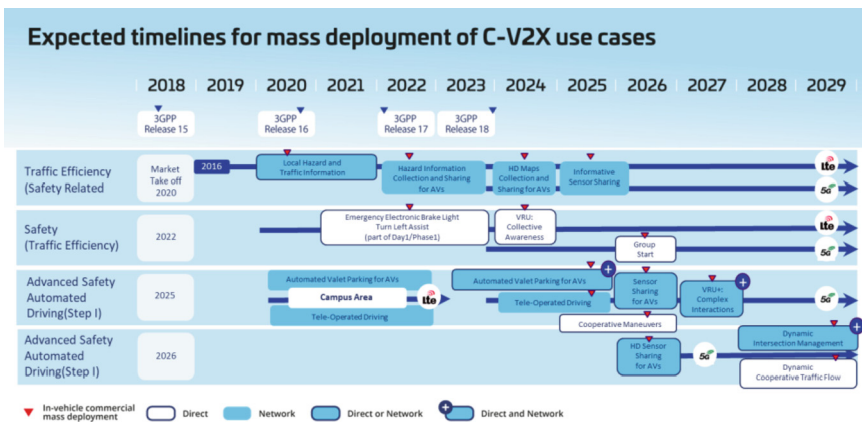 Expected timelines for mass deployment of C-V2X use cases
2018 2019 2020 2021 2022 2023 2024 2025 2026 2027 2028 2029
3GPP
Release 15
3GPP
Release 16
3GPP
Release 17
3GPP
Release 18
Traffic Efficiency
(Safety Related
Market
Take off
2020
2016
Local Hazard and
Traffic Information
Hazard Information
Collection and Sharing
for AVs
HD Maps
Collection and
Sharing for AVs
Informative
Sensor Sharing
lte
5G
Safety
(Traffic Efficiency)
2022
Emergency Electronic Brake Light
Turn Left Assist
(part of Day1/Phase1)
VRU:
Collective
Awareness
Group
Start
lte
5G
Advanced Safety
Automated
Driving(Step I)
2025
Automated Valet Parking for AVs
Campus Area
lte
Tele-Operated Driving
Automated Valet Parking for AVs
+
Tele-Operated Driving
Cooperative Maneuvers
Sensor
Sharing
for AVs
VRU+:
Complex
Interactions
+
5G
Advanced Safety
Automated
Driving(Step I)
2026
HD Sensor
Sharing
for AVs
5G
Dynamic
Intersection Management
+
Dynamic
Cooperative Traffic Flow
In-vehicle commercial
mass deployment
Direct
Network
Direct or Network
+
Direct and Network